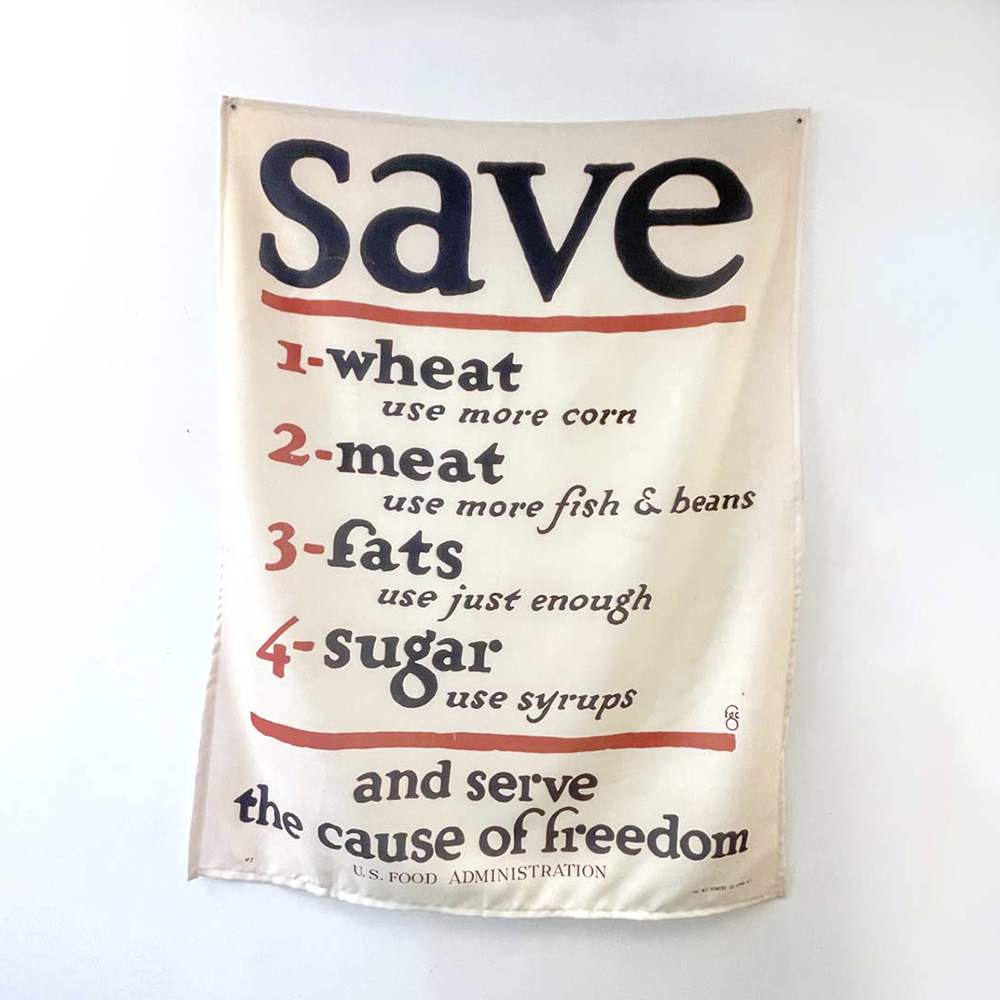 save
1-wheat
use more corn
2-meat
use more fish & beans
3-fats
use just enough
4-sugar
use syrups
fgc
and serve
the cause of freedom
U.S. FOOD ADMINISTRATION